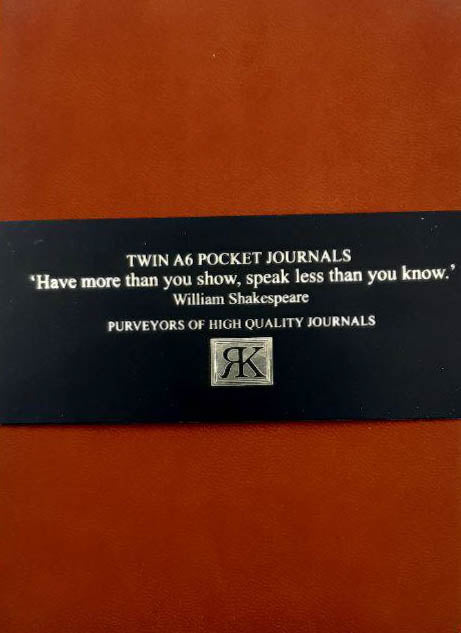 TWIN A6 POCKET JOURNALS
'Have more than you show, speak less than you know.'
William Shakespeare
PURVEYORS OF HIGH QUALITY JOURNALS
RK